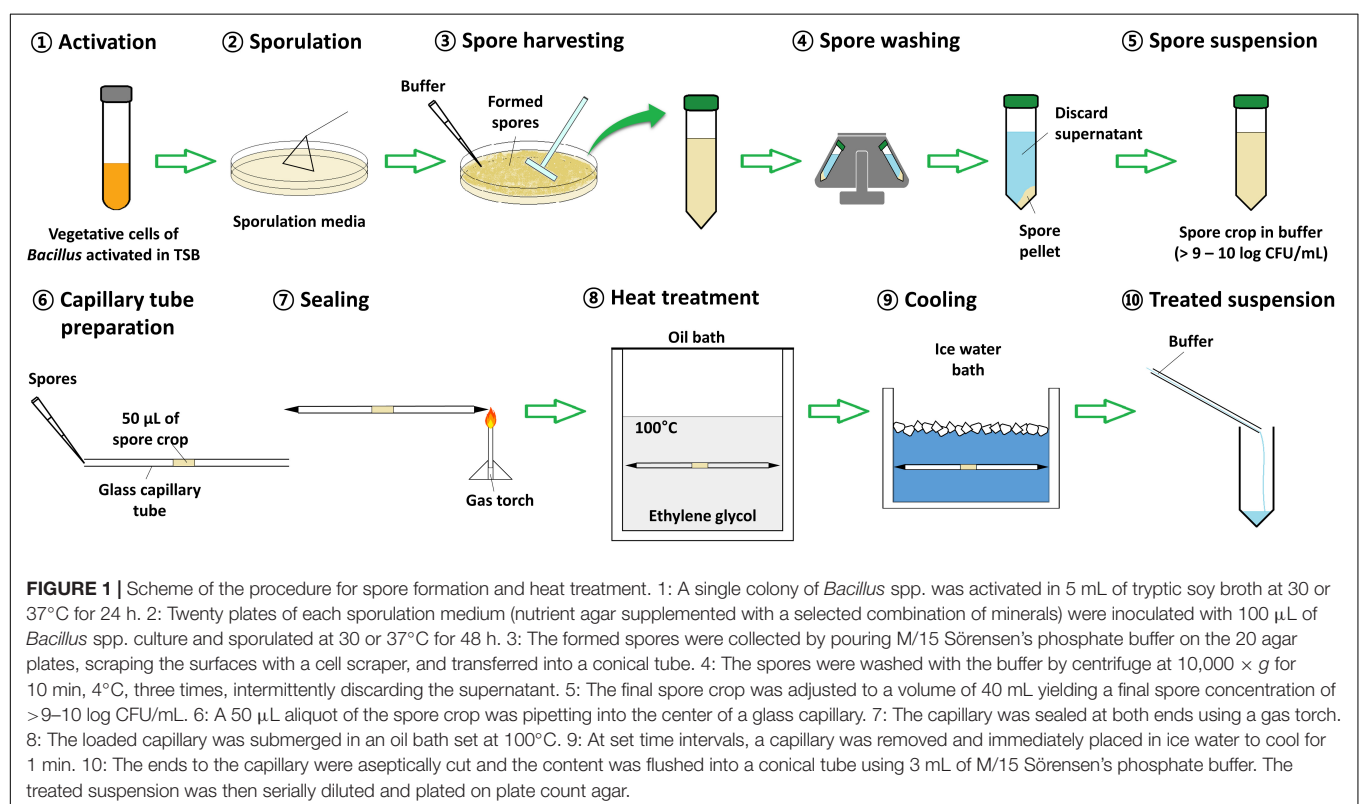 ① Activation
② Sporulation
③ Spore harvesting
④ Spore washing
⑤ Spore suspension
Buffer
Formed
spores
Discard
supernatant
Sporulation media
Vegetative cells of
Bacillus activated in TSB
Spore
pellet
Spore crop in buffer
(> 9 – 10 log CFU/mL)
⑥ Capillary tube
preparation
⑦ Sealing
⑧ Heat treatment
⑨ Cooling
⑩ Treated suspension
Spores
50 µL of
spore crop
Glass capillary
tube
Gas torch
Oil bath
100°C
Ethylene glycol
Ice water
bath
Buffer
FIGURE 1 | Scheme of the procedure for spore formation and heat treatment. 1: A single colony of Bacillus spp. was activated in 5 mL of tryptic soy broth at 30 or
37°C for 24 h. 2: Twenty plates of each sporulation medium (nutrient agar supplemented with a selected combination of minerals) were inoculated with 100 µL of
Bacillus spp. culture and sporulated at 30 or 37°C for 48 h. 3: The formed spores were collected by pouring M/15 Sörensen's phosphate buffer on the 20 agar
plates, scraping the surfaces with a cell scraper, and transferred into a conical tube. 4: The spores were washed with the buffer by centrifuge at 10,000 × g for
10 min, 4°C, three times, intermittently discarding the supernatant. 5: The final spore crop was adjusted to a volume of 40 mL yielding a final spore concentration of
>9–10 log CFU/mL. 6: A 50 µL aliquot of the spore crop was pipetting into the center of a glass capillary. 7: The capillary was sealed at both ends using a gas torch.
8: The loaded capillary was submerged in an oil bath set at 100°C. 9: At set time intervals, a capillary was removed and immediately placed in ice water to cool for
1 min. 10: The ends to the capillary were aseptically cut and the content was flushed into a conical tube using 3 mL of M/15 Sörensen's phosphate buffer. The
treated suspension was then serially diluted and plated on plate count agar.